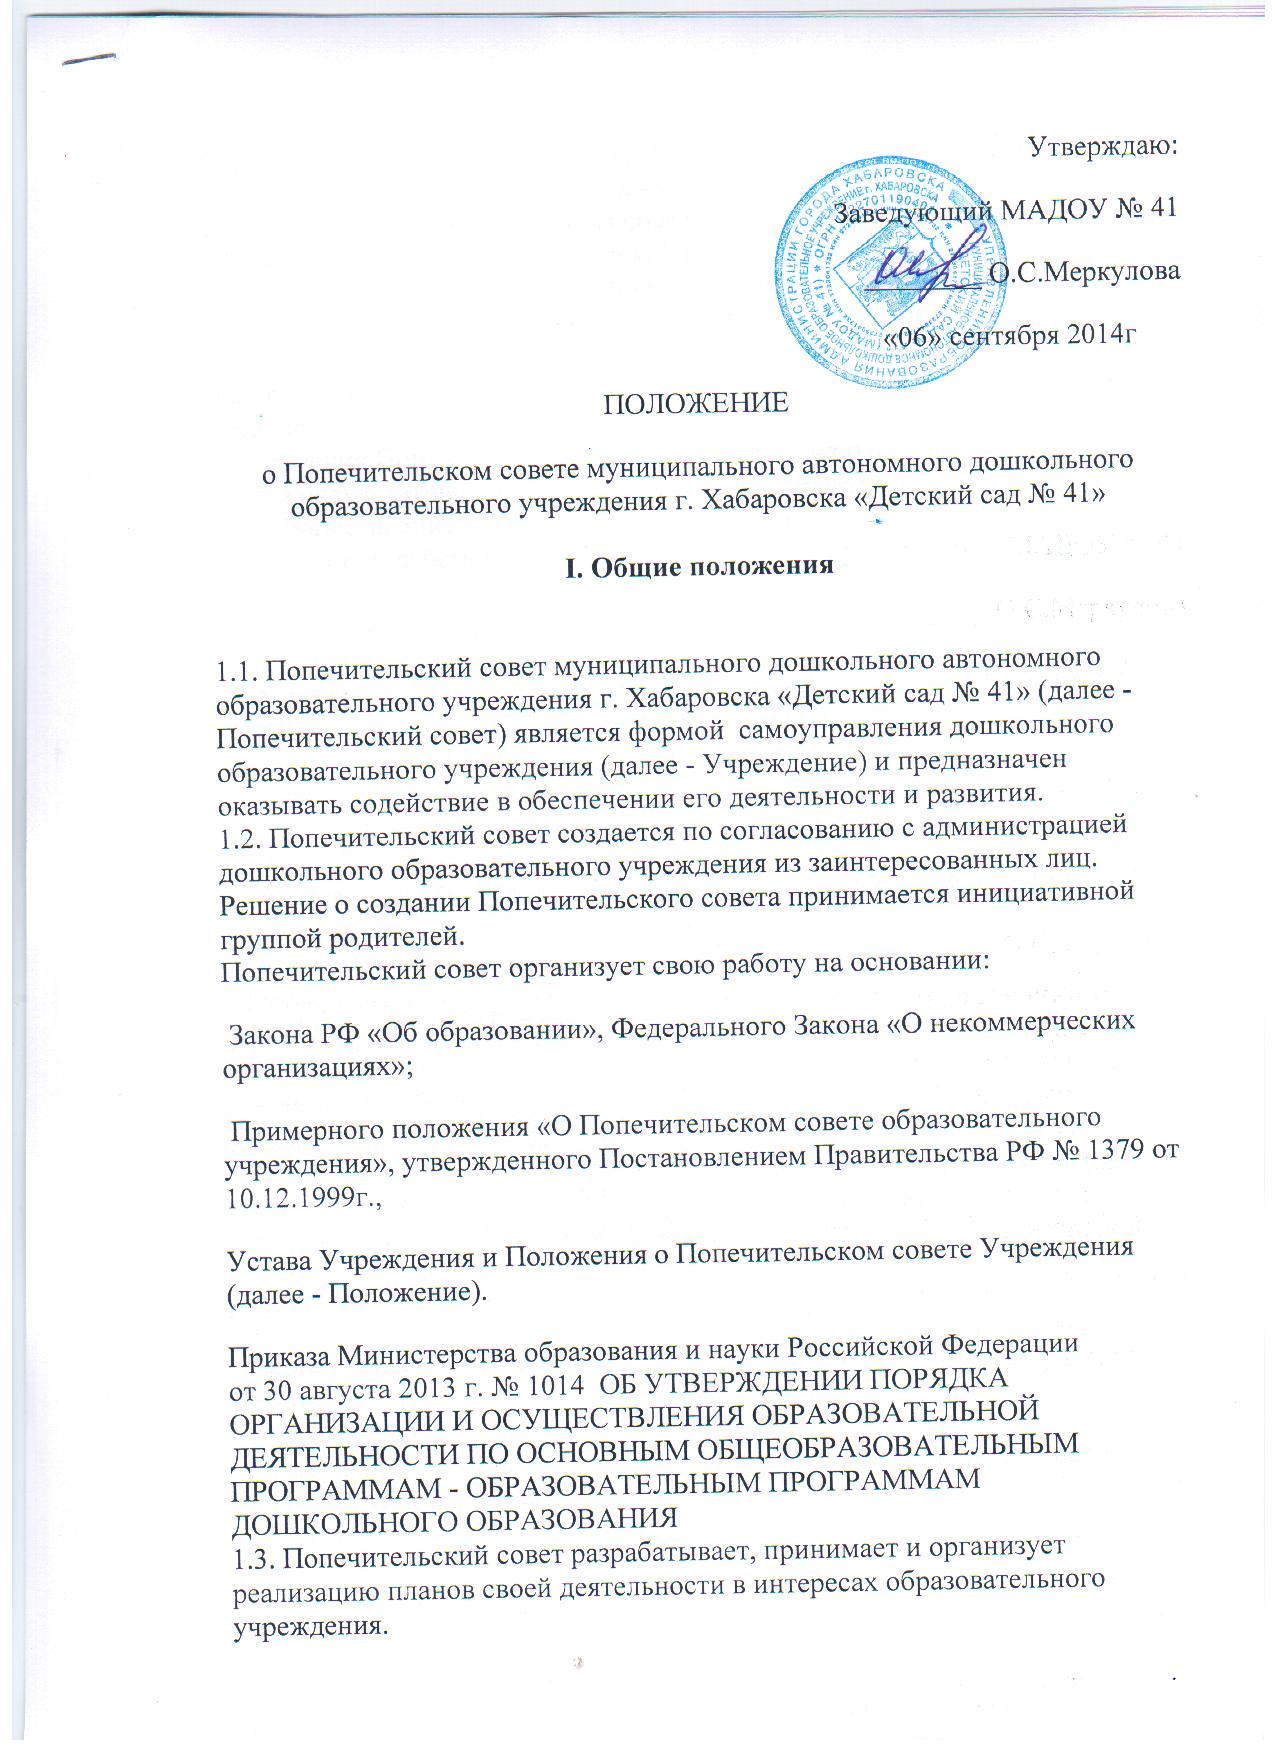 Утверждаю:
Заведующий МАДОУ № 41
О.С.Меркулова
«06» сентября 2014г
ПОЛОЖЕНИЕ
о Попечительском совете муниципального автономного дошкольного
образовательного учреждения г. Хабаровска «Детский сад № 41»
I. Общие положения
1.1. Попечительский совет муниципального дошкольного автономного
образовательного учреждения г. Хабаровска «Детский сад № 41» (далее -
Попечительский совет) является формой  самоуправления дошкольного
образовательного учреждения (далее - Учреждение) и предназначен
оказывать содействие в обеспечении его деятельности и развития.
1.2. Попечительский совет создается по согласованию с администрацией
дошкольного образовательного учреждения из заинтересованных лиц.
Решение о создании Попечительского совета принимается инициативной
группой родителей.
Попечительский совет организует свою работу на основании:
Закона РФ «Об образовании», Федерального Закона «О некоммерческих
организациях»;
Примерного положения «О Попечительском совете образовательного
учреждения», утвержденного Постановлением Правительства РФ № 1379 от
10.12.1999г.,
Устава Учреждения и Положения о Попечительском совете Учреждения
(далее - Положение).
Приказа Министерства образования и науки Российской Федерации
от 30 августа 2013 г. № 1014  ОБ УТВЕРЖДЕНИИ ПОРЯДКА
ОРГАНИЗАЦИИ И ОСУЩЕСТВЛЕНИЯ ОБРАЗОВАТЕЛЬНОЙ
ДЕЯТЕЛЬНОСТИ ПО ОСНОВНЫМ ОБЩЕОБРАЗОВАТЕЛЬНЫМ
ПРОГРАММАМ - ОБРАЗОВАТЕЛЬНЫМ ПРОГРАММАМ
ДОШКОЛЬНОГО ОБРАЗОВАНИЯ
1.3. Попечительский совет разрабатывает, принимает и организует
реализацию планов своей деятельности в интересах образовательного
учреждения.